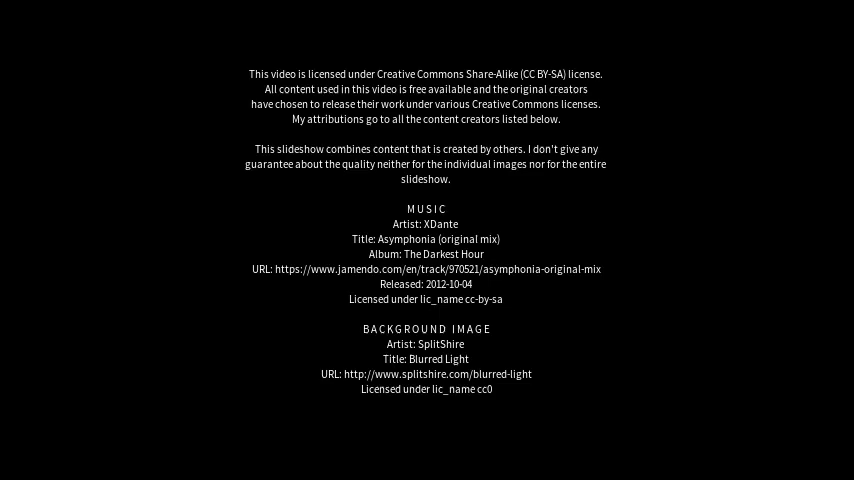 This video is licensed under Creative Commons Share-Alike (CC BY-SA) license.
All content used in this video is free available and the original creators
have chosen to release their work under various Creative Commons licenses.
My attributions go to all the content creators listed below.
This slideshow combines content that is created by others. I don't give any
guarantee about the quality neither for the individual images nor for the entire
slideshow.
MUSIC
Artist: XDante
Title: Asymphonia (original mix)
Album: The Darkest Hour
URL: https://www.jamendo.com/en/track/970521/asymphonia-original-mix
Released: 2012-10-04
Licensed under lic_name cc-by-sa
BACKGROUND IMAGE
Artist: SplitShire
Title: Blurred Light
URL: http://www.splitshire.com/blurred-light
Licensed under lic_name cc0